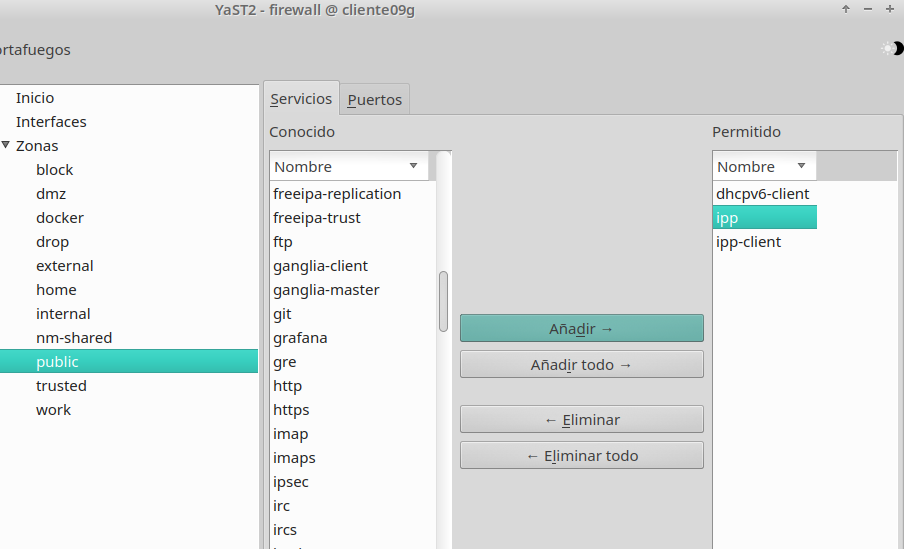 YaST2 - firewall @ cliente09g
ortafuegos
Inicio
Interfaces
Zonas
block
dmz
docker
drop
external
home
internal
nm-shared
public
trusted
work
Servicios
Puertos
Conocido
Nombre
freeipa-replication
freeipa-trust
ftp
ganglia-client
ganglia-master
git
grafana
gre
http
https
imap
imaps
ipsec
irc
ircs
Añadir →
Añadir todo →
← Eliminar
← Eliminar todo
Permitido
Nombre
dhcpv6-client
ipp
ipp-client